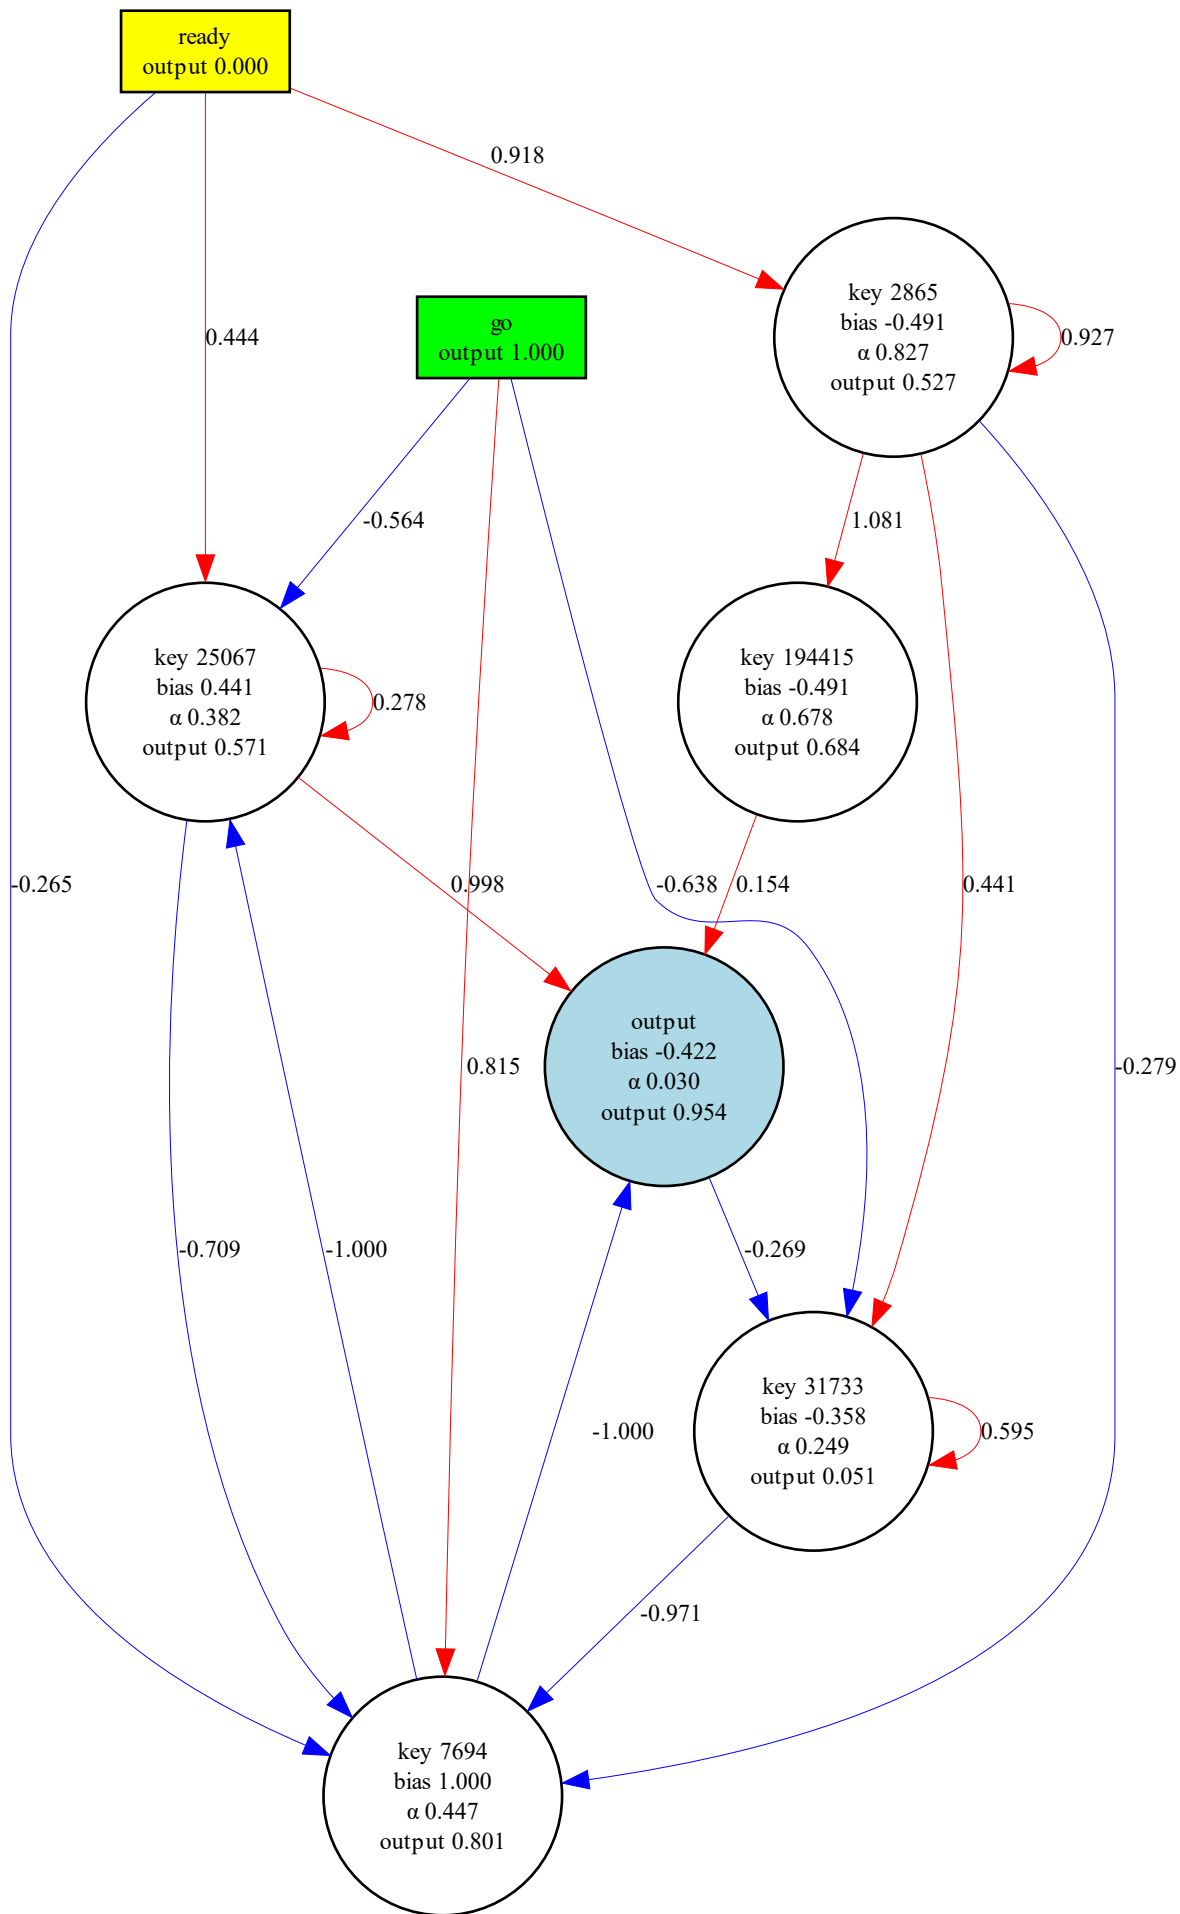 ready
output 0.000
0.918
key 2865
bias -0.491
α 0.827
output 0.527
0.927
go
output 1.000
0.444
-0.564
1.081
key 25067
bias 0.441
α 0.382
output 0.571
0.278
key 194415
bias -0.491
α 0.678
output 0.684
-0.265
0.998
-0.638
0.154
0.441
output
bias -0.422
α 0.030
output 0.954
0.815
-0.279
-0.709
-1.000
-0.269
key 31733
bias -0.358
α 0.249
output 0.051
0.595
-1.000
-0.971
key 7694
bias 1.000
α 0.447
output 0.801